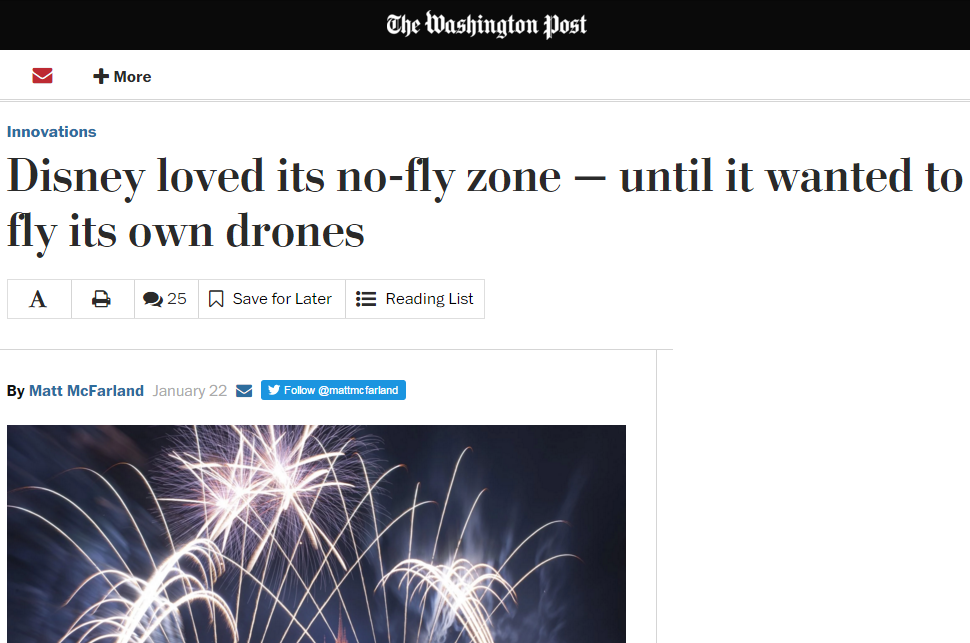 The Washington Post
More
Innovations
Disney loved its no-fly zone — until it wanted to
fly its own drones
A 25 Save for Later Reading List
By Matt McFarland January 22 Follow @mattmcfarland